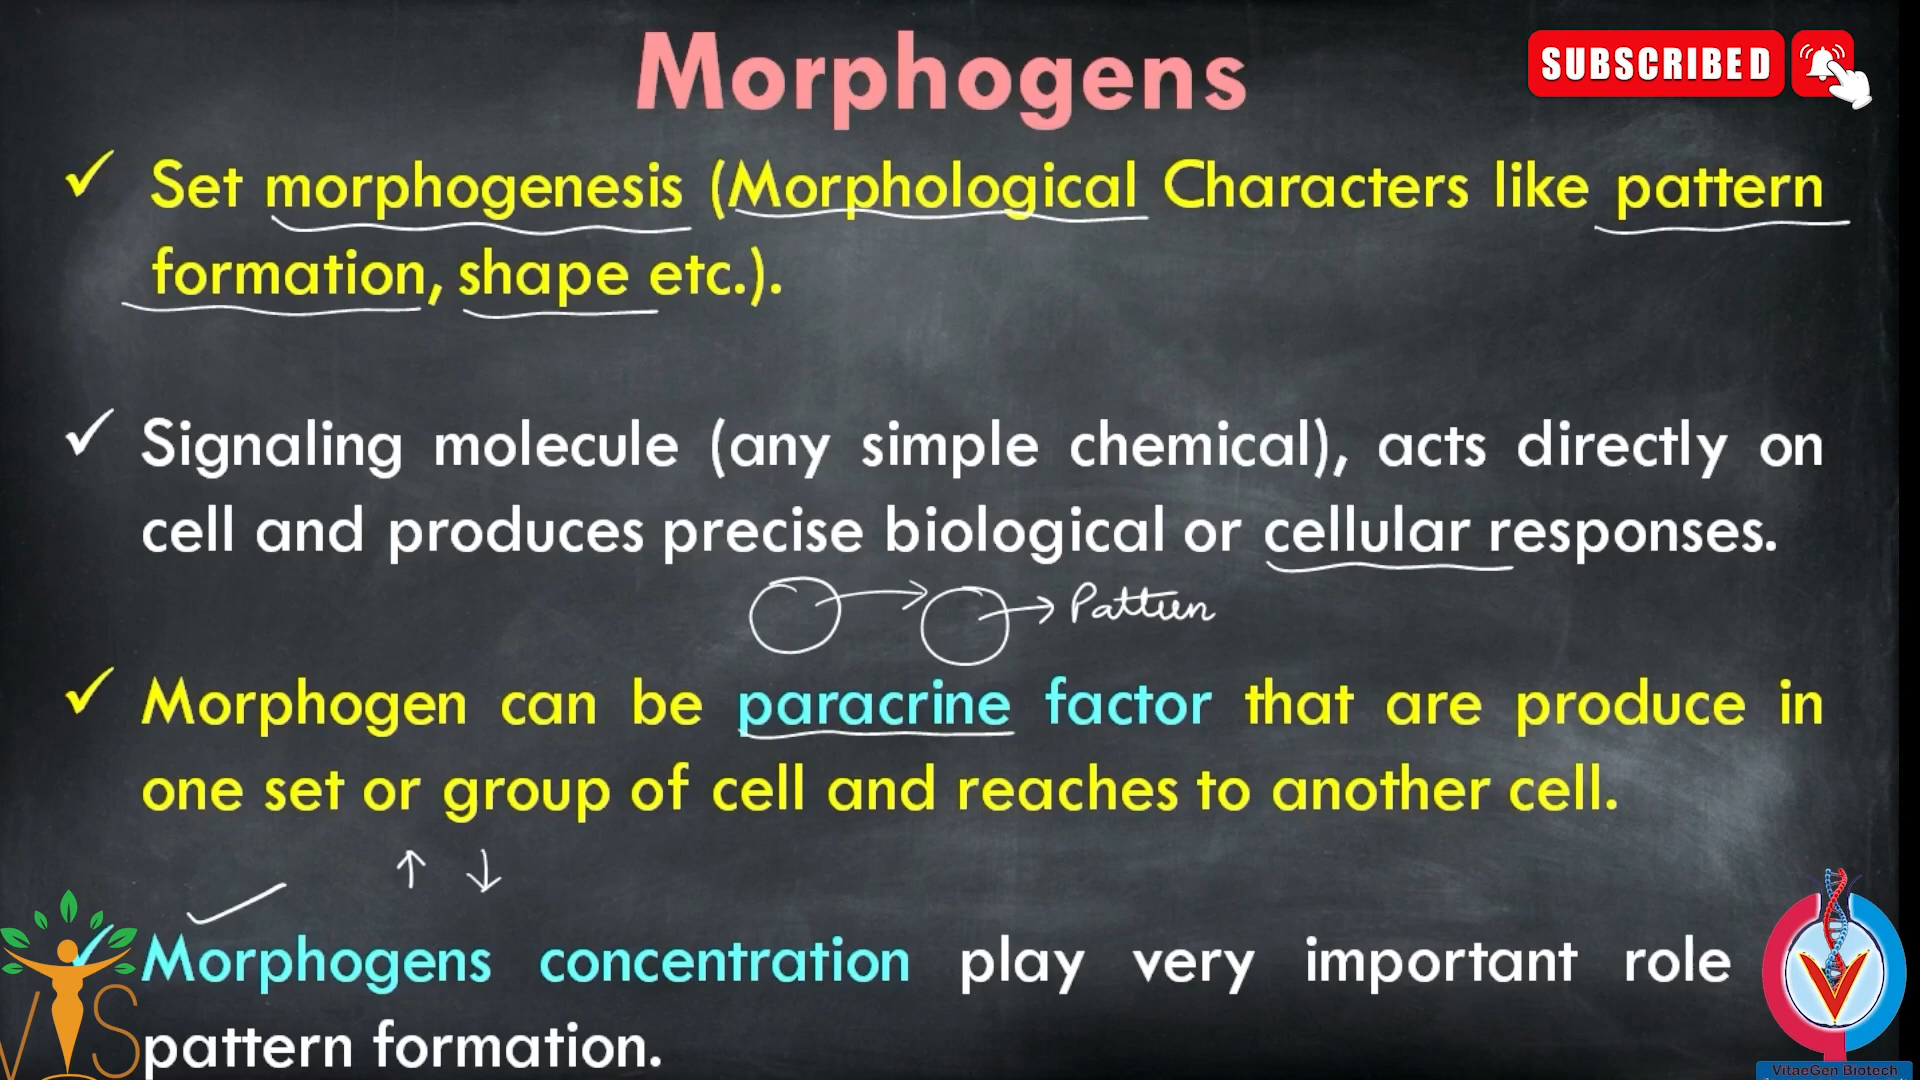 Morphogens
SUBSCRIBED
✓ Set morphogenesis (Morphological Characters like pattern
formation, shape etc.).
✓ Signaling molecule (any simple chemical), acts directly on
cell and produces precise biological or cellular responses.
Pattern
✓ Morphogen can be paracrine factor that are produce in
one set or group of cell and reaches to another cell.
↑ ↓
✓ Morphogens concentration play very important role
pattern formation.
VS
V
VitaeGen Biotech